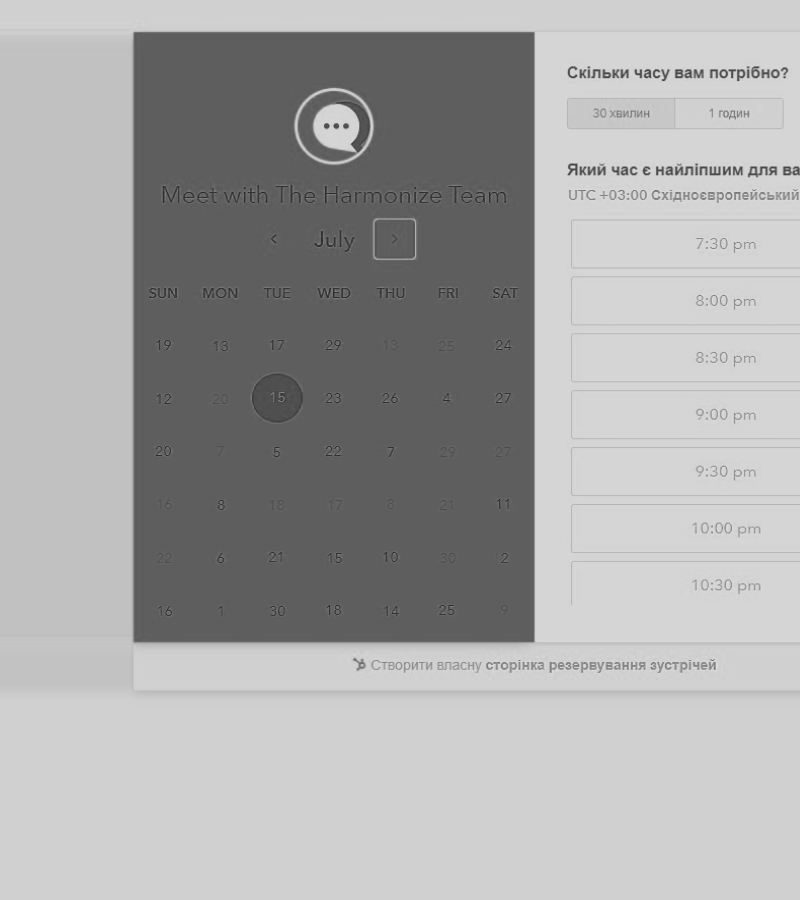 Meet with The Harmonize Team
July
SUN MON TUE WED THU FRI SAT
19 13 17 29 13 25 24
12 20 15 23 26 4 27
20 7 5 22 7 29 27
16 8 18 17 8 21 11
22 6 21 15 10 30 2
16 1 30 18 14 25 9
Скільки часу вам потрібно?
30 хвилин 1 годин
Який час є найліпшим для ва
UTC +03:00 Східноєвропейський
7:30 pm
8:00 pm
8:30 pm
9:00 pm
9:30 pm
10:00 pm
10:30 pm
Створити власну сторінка резервування зустрічей